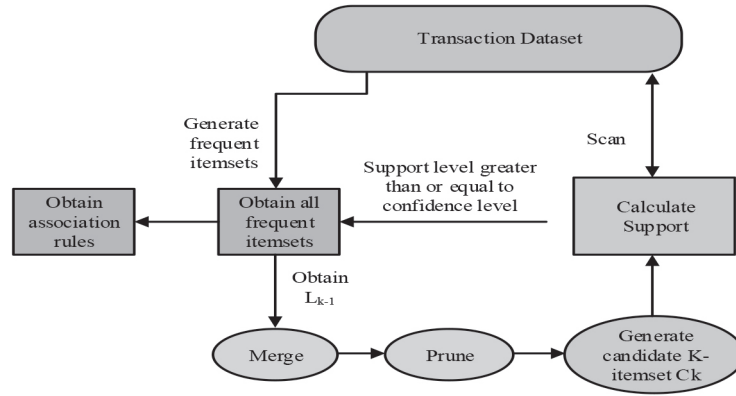 Transaction Dataset
Generate
frequent
itemsets
Scan
Support level greater
than or equal to
confidence level
Obtain
association
rules
Obtain all
frequent
itemsets
Calculate
Support
Obtain
Lk-1
Merge
Prune
Generate
candidate K-
itemset Ck